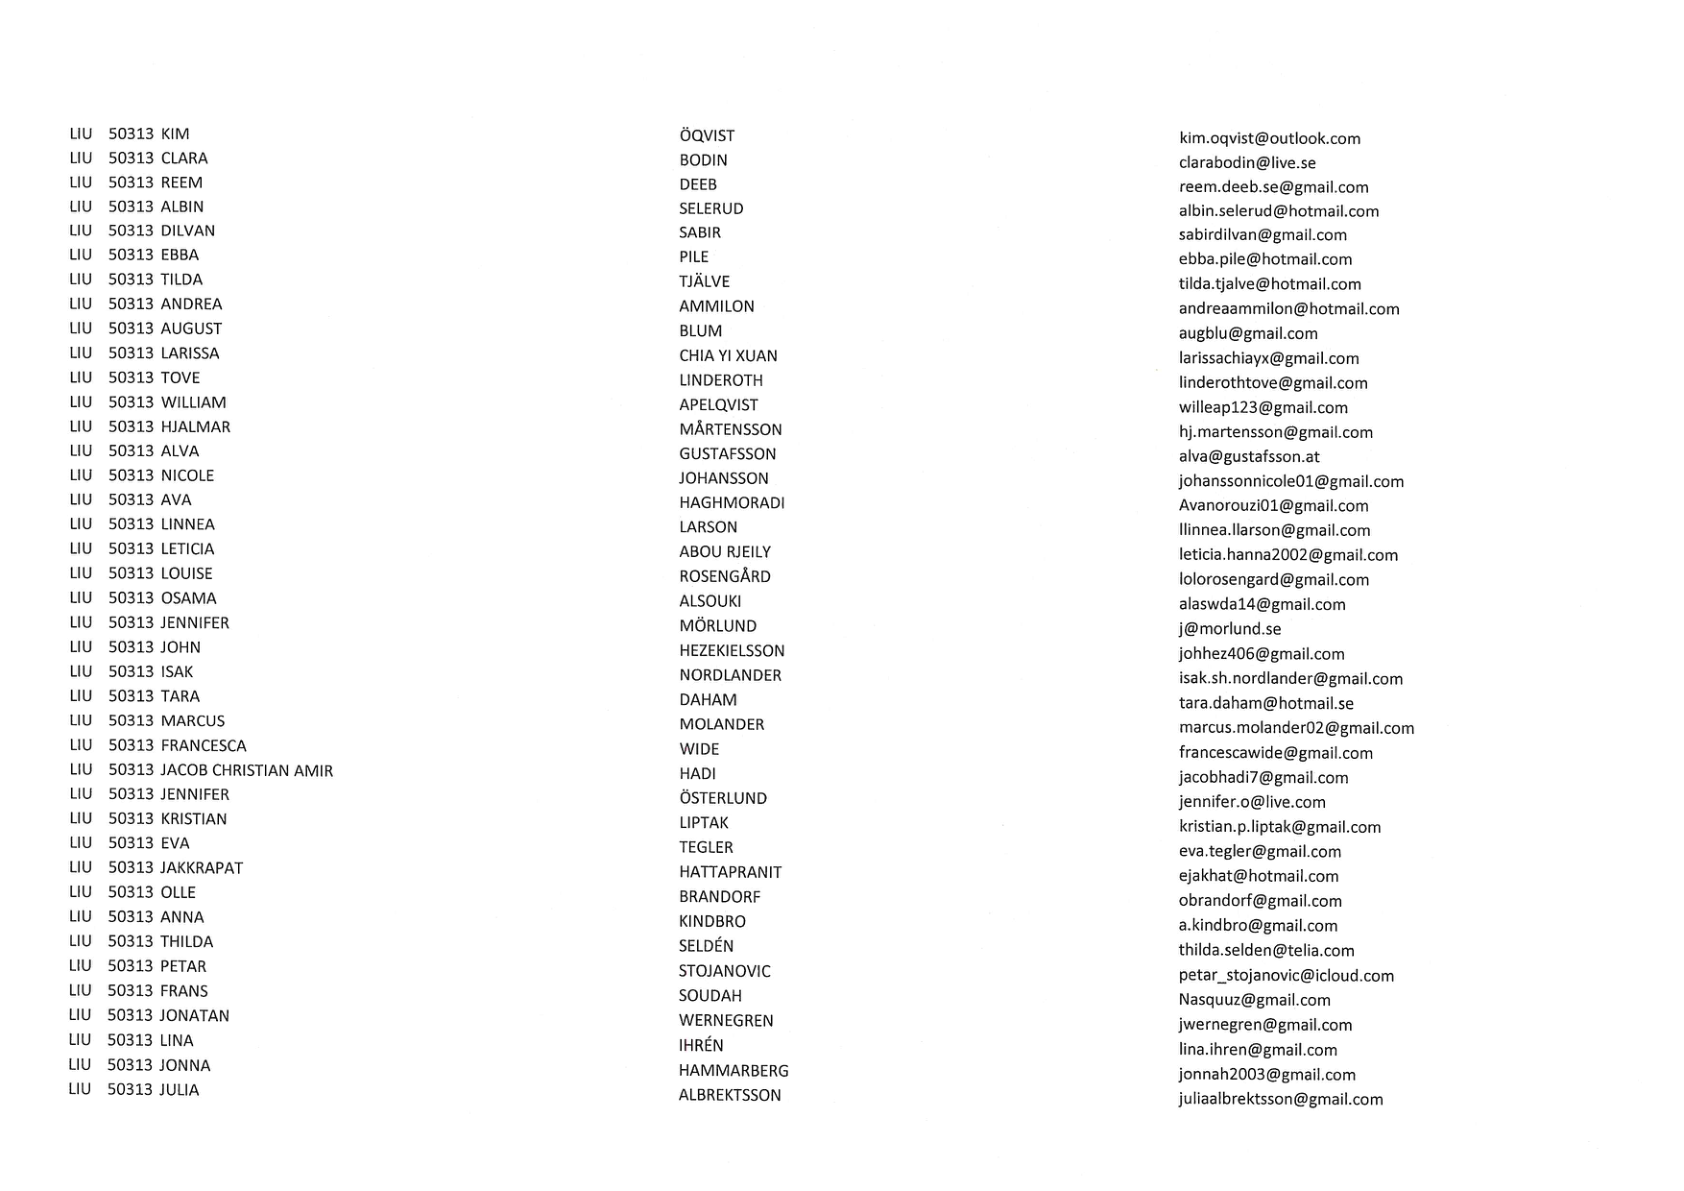 LIU 50313 KIM ÖQVIST kim.oqvist@outlook.com
LIU 50313 CLARA BODIN clarabodin@live.se
LIU 50313 REEM DEEB reem.deeb.se@gmail.com
LIU 50313 ALBIN SELERUD albin.selerud@hotmail.com
LIU 50313 DILVAN SABIR sabirdilvan@gmail.com
LIU 50313 EBBA PILE ebba.pile@hotmail.com
LIU 50313 TILDA TJÄLVE tilda.tjalve@hotmail.com
LIU 50313 ANDREA AMMILON andreaammilon@hotmail.com
LIU 50313 AUGUST BLUM augblu@gmail.com
LIU 50313 LARISSA CHIA YI XUAN larissachiayx@gmail.com
LIU 50313 TOVE LINDEROTH linderothtove@gmail.com
LIU 50313 WILLIAM APELQVIST willeap123@gmail.com
LIU 50313 HJALMAR MÅRTENSSON hj.martensson@gmail.com
LIU 50313 ALVA GUSTAFSSON alva@gustafsson.at
LIU 50313 NICOLE JOHANSSON johanssonnicole01@gmail.com
LIU 50313 AVA HAGHMORADI Avanorouzi01@gmail.com
LIU 50313 LINNEA LARSON llinnea.llarson@gmail.com
LIU 50313 LETICIA ABOU RJEILY leticia.hanna2002@gmail.com
LIU 50313 LOUISE ROSENGÅRD lolorosengard@gmail.com
LIU 50313 OSAMA ALSOUKI alaswda14@gmail.com
LIU 50313 JENNIFER MÖRLUND j@morlund.se
LIU 50313 JOHN HEZEKIELSSON johhez406@gmail.com
LIU 50313 ISAK NORDLANDER isak.sh.nordlander@gmail.com
LIU 50313 TARA DAHAM tara.daham@hotmail.se
LIU 50313 MARCUS MOLANDER marcus.molander02@gmail.com
LIU 50313 FRANCESCA WIDE francescawide@gmail.com
LIU 50313 JACOB CHRISTIAN AMIR HADI jacobhadi7@gmail.com
LIU 50313 JENNIFER ÖSTERLUND jennifer.o@live.com
LIU 50313 KRISTIAN LIPTAK kristian.p.liptak@gmail.com
LIU 50313 EVA TEGLER eva.tegler@gmail.com
LIU 50313 JAKKRAPAT HATTAPRANIT ejakhat@hotmail.com
LIU 50313 OLLE BRANDORF obrandorf@gmail.com
LIU 50313 ANNA KINDBRO a.kindbro@gmail.com
LIU 50313 THILDA SELDÉN thilda.selden@telia.com
LIU 50313 PETAR STOJANOVIC petar_stojanovic@icloud.com
LIU 50313 FRANS SOUDAH Nasquuz@gmail.com
LIU 50313 JONATAN WERNEGREN jwernegren@gmail.com
LIU 50313 LINA IHRÉN lina.ihren@gmail.com
LIU 50313 JONNA HAMMARBERG jonnah2003@gmail.com
LIU 50313 JULIA ALBREKTSSON juliaalbrektsson@gmail.com